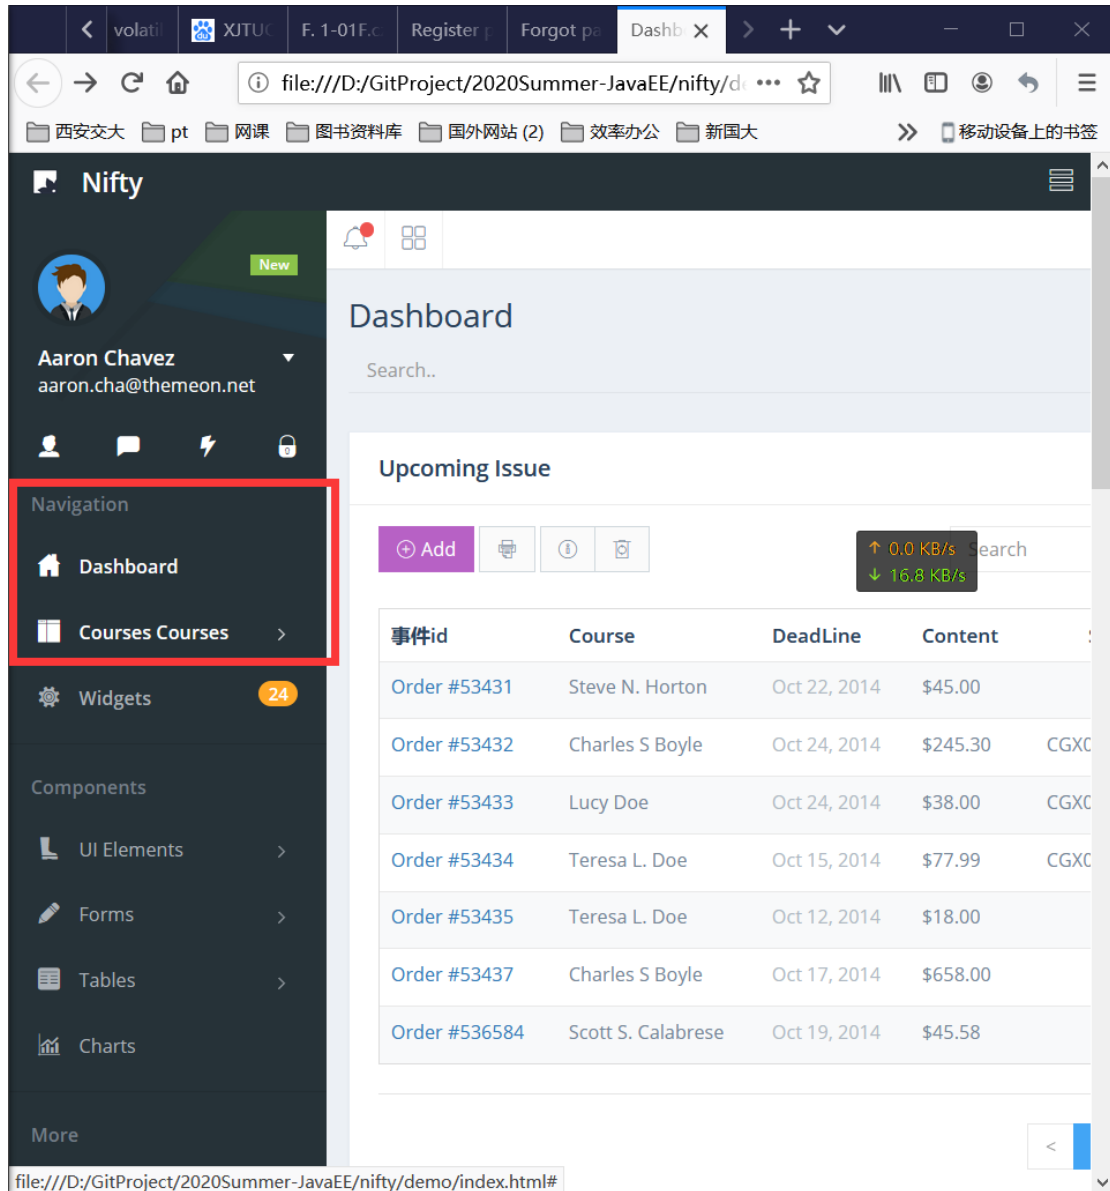 volatil XJTUC F. 1-01F.c Register p Forgot pa Dashb
file:///D:/GitProject/2020Summer-JavaEE/nifty/de
西安交大 pt 网课 图书资料库 国外网站 (2) 效率办公 新国大 移动设备上的书签
Nifty
New
Aaron Chavez
aaron.cha@themeon.net
Navigation
Dashboard
Courses Courses
Widgets 24
Components
UI Elements
Forms
Tables
Charts
More
Dashboard
Search..
Upcoming Issue
Add
Search
↑ 0.0 KB/s
↓ 16.8 KB/s
事件id Course DeadLine Content
Order #53431 Steve N. Horton Oct 22, 2014 $45.00
Order #53432 Charles S Boyle Oct 24, 2014 $245.30 CGX0
Order #53433 Lucy Doe Oct 24, 2014 $38.00 CGX0
Order #53434 Teresa L. Doe Oct 15, 2014 $77.99 CGX0
Order #53435 Teresa L. Doe Oct 12, 2014 $18.00
Order #53437 Charles S Boyle Oct 17, 2014 $658.00
Order #536584 Scott S. Calabrese Oct 19, 2014 $45.58
<
file:///D:/GitProject/2020Summer-JavaEE/nifty/demo/index.html#